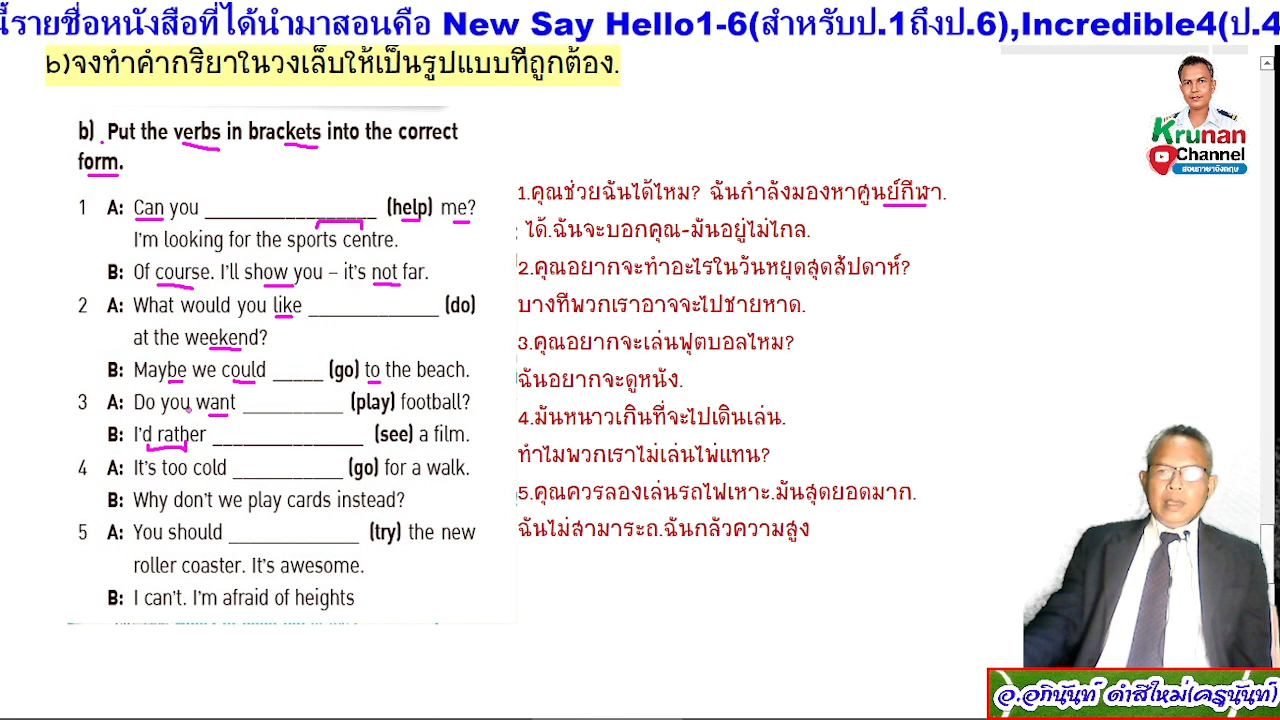 นี้รายชื่อหนังสือที่ได้นำมาสอนคือ New Say Hello1-6(สำหรับป.1ถึงป.6),Incredible4(ป.4
๖)จงทำคำกริยาในวงเล็บให้เป็นรูปแบบที่ถูกต้อง.
b) Put the verbs in brackets into the correct
form.
1 A: Can you ________________ (help) me?
I'm looking for the sports centre.
B: Of course. I'll show you – it's not far.
2 A: What would you like ____________ (do)
at the weekend?
B: Maybe we could _____ (go) to the beach.
3 A: Do you want __________ (play) football?
B: I'd rather ______________ (see) a film.
4 A: It's too cold __________ (go) for a walk.
B: Why don't we play cards instead?
5 A: You should ____________ (try) the new
roller coaster. It's awesome.
B: I can't. I'm afraid of heights
1.คุณช่วยฉันได้ไหม? ฉันกำลังมองหาศูนย์กีฬา.
ได้.ฉันจะบอกคุณ-มันอยู่ไม่ไกล.
2.คุณอยากจะทำอะไรในวันหยุดสุดสัปดาห์?
บางทีพวกเราอาจจะไปชายหาด.
3.คุณอยากจะเล่นฟุตบอลไหม?
ฉันอยากจะดูหนัง.
4.มันหนาวเกินที่จะไปเดินเล่น.
ทำไมพวกเราไม่เล่นไพ่แทน?
5.คุณควรลองเล่นรถไฟเหาะ.มันสุดยอดมาก.
ฉันไม่สามาระถ.ฉันกลัวความสูง
Krunan
Channel
สอนภาษาอังกฤษ
อ.อภินันท์ ดำสีใหม่(ครูนันท์)